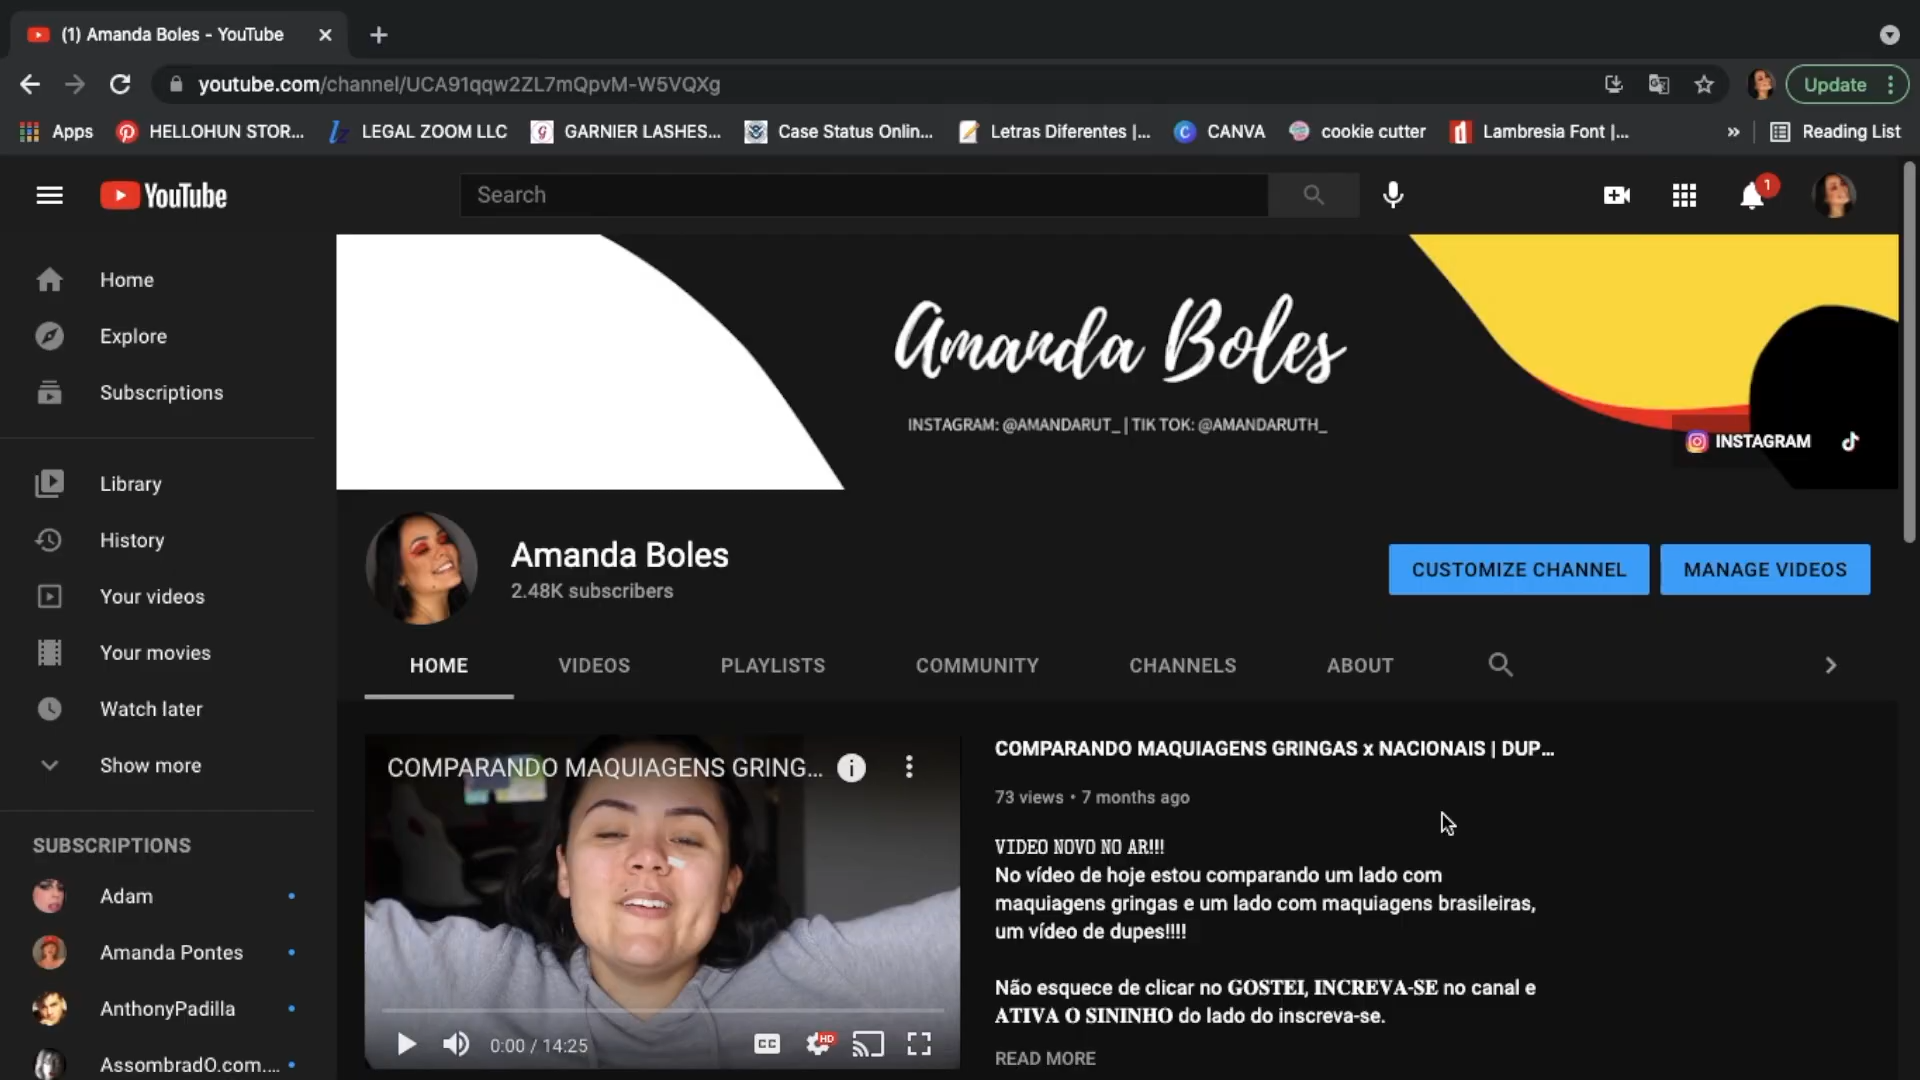 (1) Amanda Boles - YouTube
youtube.com/channel/UCA91qqw2ZL7mQpvM-W5VQXg
Update
Apps
HELLOHUN STOR...
LEGAL ZOOM LLC
GARNIER LASHES...
Case Status Onlin...
Letras Diferentes |...
CANVA
cookie cutter
Lambresia Font |...
»
Reading List
YouTube
Search
1
Home
Explore
Subscriptions
Library
History
Your videos
Your movies
Watch later
Show more
SUBSCRIPTIONS
Adam
Amanda Pontes
AnthonyPadilla
AssombradO.com....
Amanda Boles
INSTAGRAM: @AMANDARUT_ | TIK TOK: @AMANDARUTH_
INSTAGRAM
Amanda Boles
2.48K subscribers
CUSTOMIZE CHANNEL
MANAGE VIDEOS
HOME
VIDEOS
PLAYLISTS
COMMUNITY
CHANNELS
ABOUT
COMPARANDO MAQUIAGENS GRING...
0:00 / 14:25
CC
HD
COMPARANDO MAQUIAGENS GRINGAS x NACIONAIS | DUP...
73 views • 7 months ago
VIDEO NOVO NO AR!!!
No vídeo de hoje estou comparando um lado com
maquiagens gringas e um lado com maquiagens brasileiras,
um vídeo de dupes!!!!
Não esquece de clicar no GOSTEI, INCREVA-SE no canal e
ATIVA O SININHO do lado do inscreva-se.
READ MORE